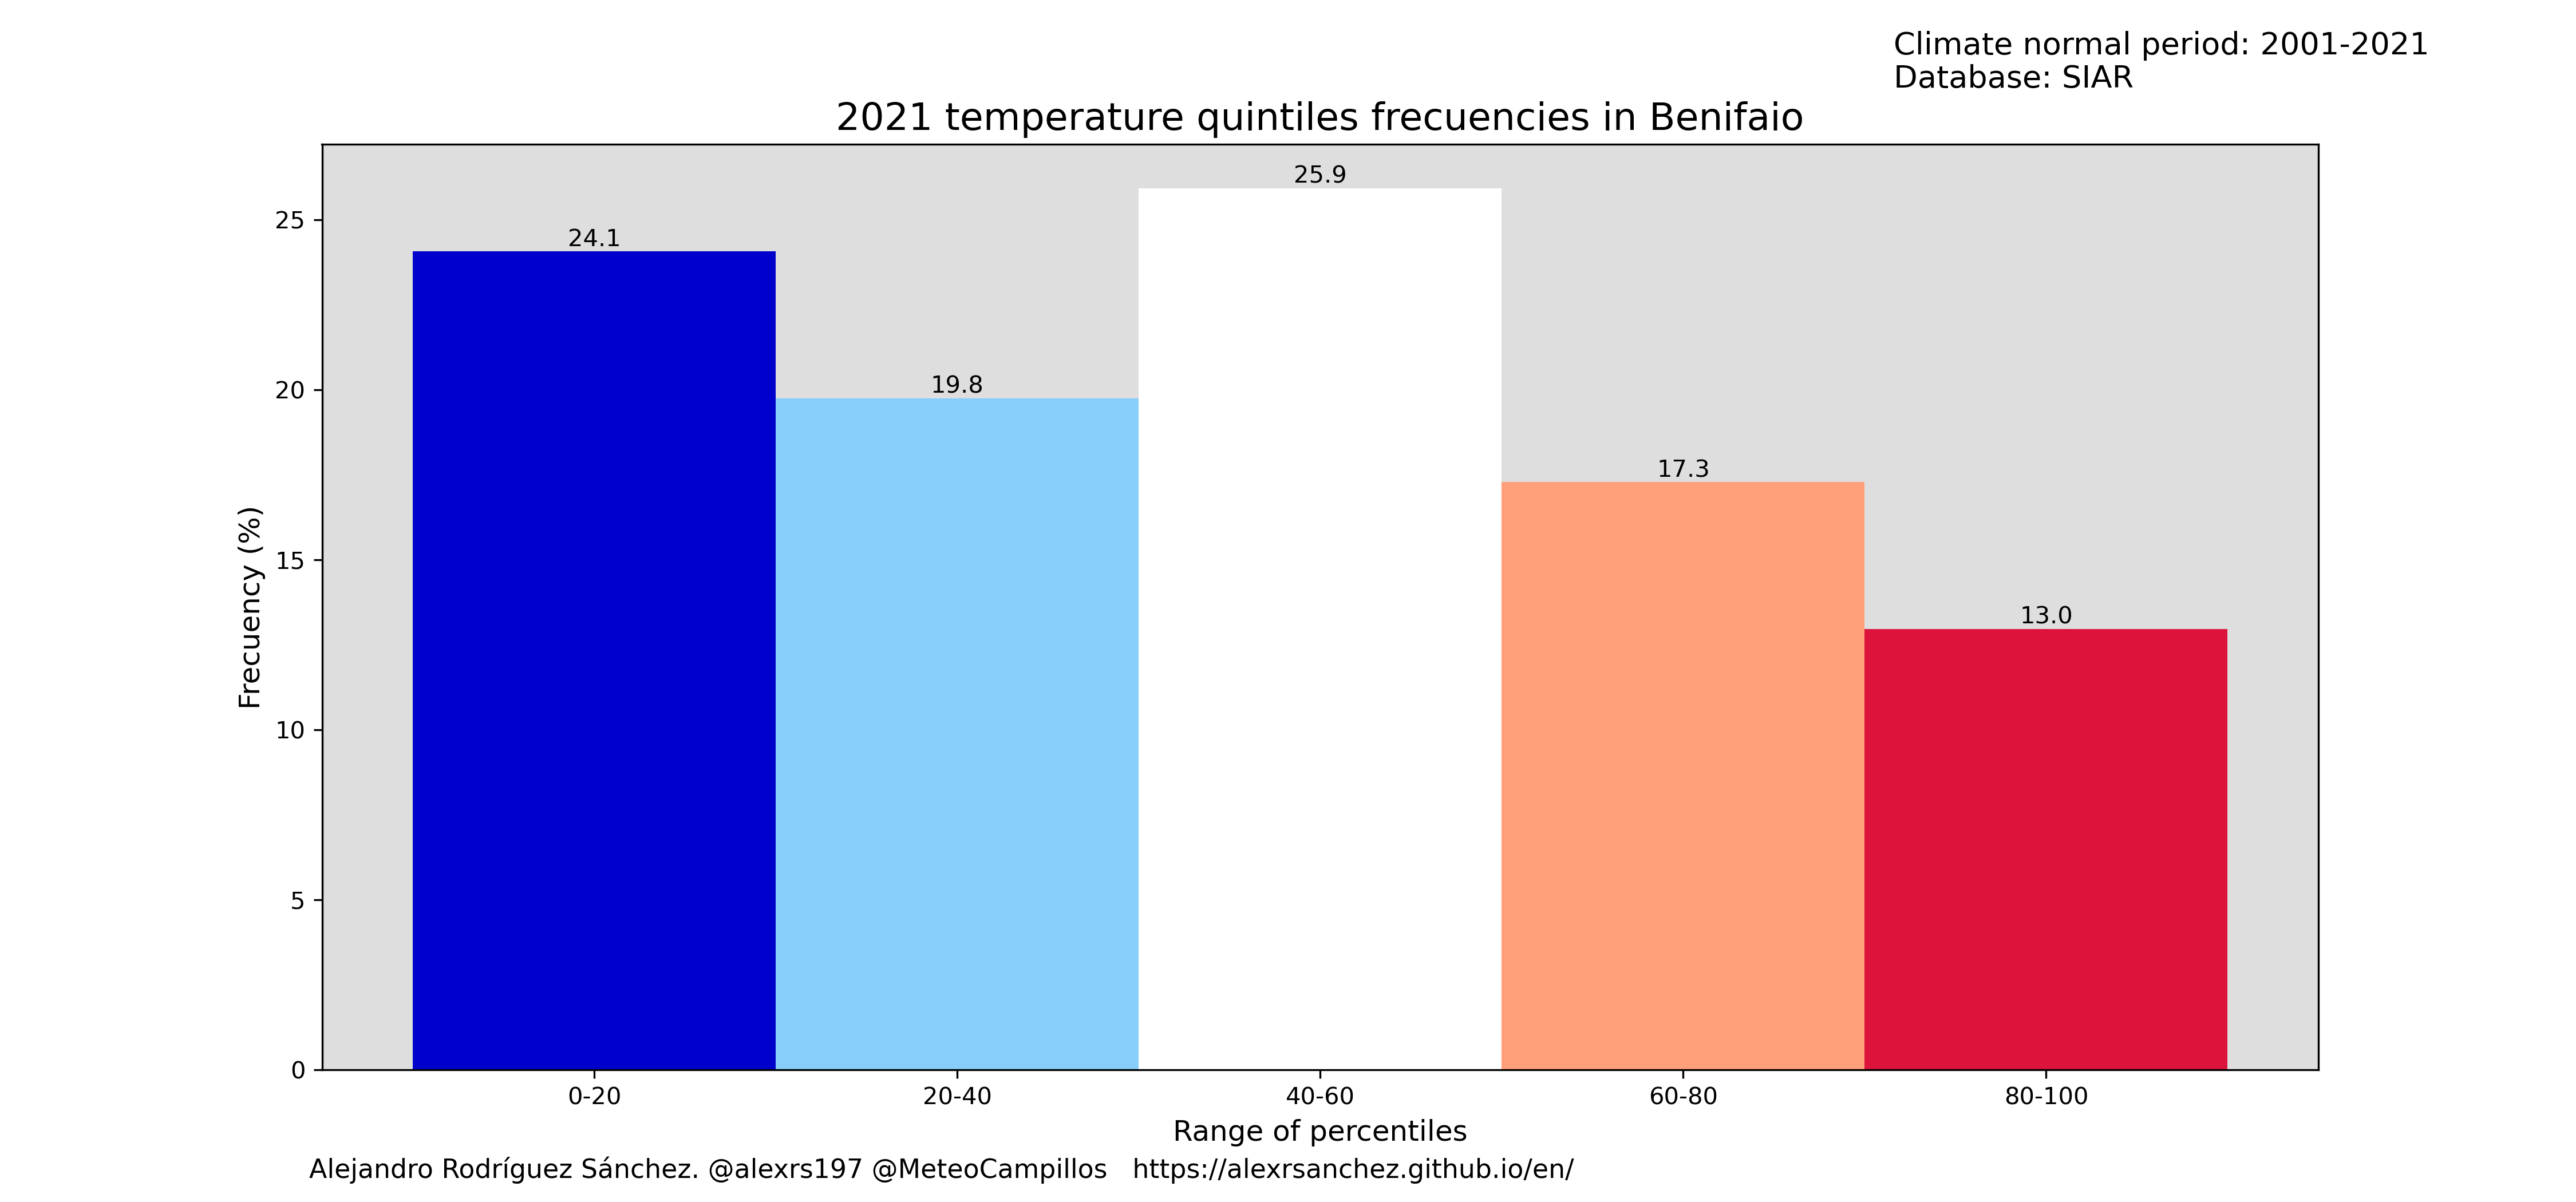 Climate normal period: 2001-2021
Database: SIAR
2021 temperature quintiles frecuencies in Benifaio
25.9
25
24.1
20
19.8
17.3
Frecuency (%)
15
13.0
10
5
0
0-20 20-40 40-60 60-80 80-100
Range of percentiles
Alejandro Rodríguez Sánchez. @alexrs197 @MeteoCampillos https://alexrsanchez.github.io/en/